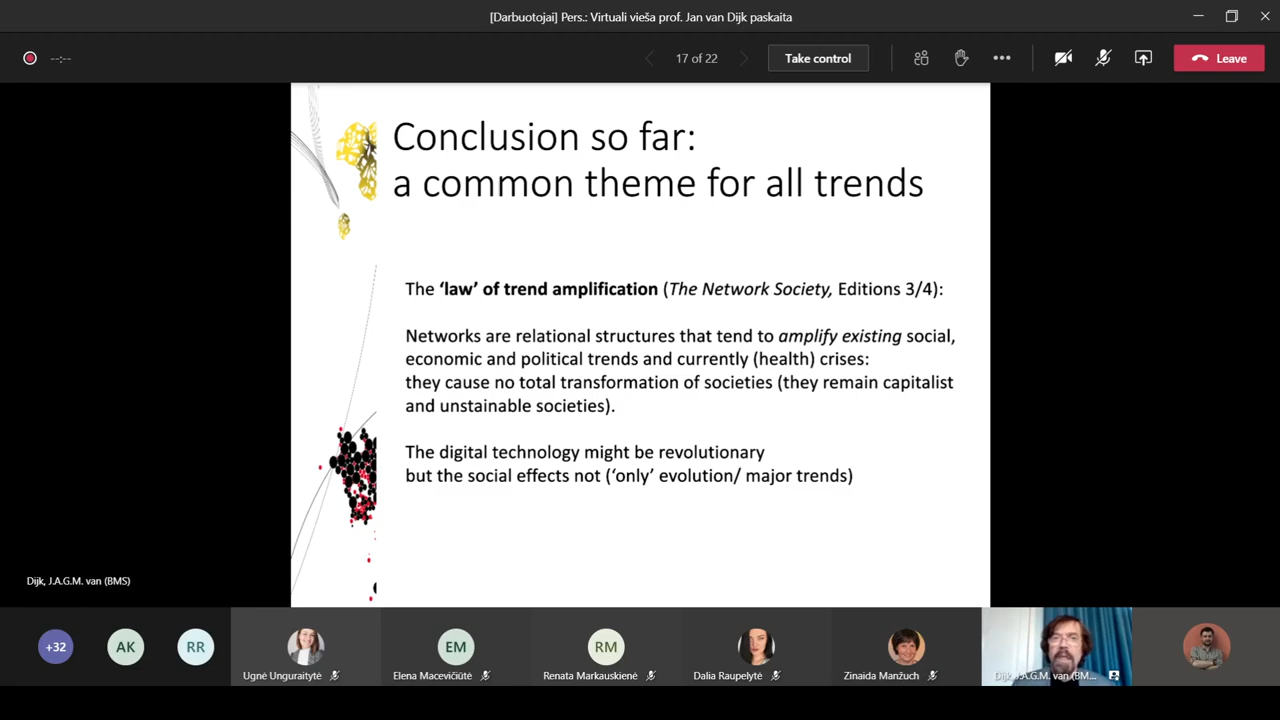 [Darbuotojai] Pers.: Virtuali vieša prof. Jan van Dijk paskaita
--:--
17 of 22
Take control
Leave
Conclusion so far:
a common theme for all trends
The ‘law’ of trend amplification (The Network Society, Editions 3/4):
Networks are relational structures that tend to amplify existing social,
economic and political trends and currently (health) crises:
they cause no total transformation of societies (they remain capitalist
and unstainable societies).
The digital technology might be revolutionary
but the social effects not (‘only’ evolution/ major trends)
Dijk, J.A.G.M. van (BMS)
+32
AK
RR
Ugnė Unguraitytė
EM
Elena Macevičiūtė
RM
Renata Markauskienė
Dalia Raupelytė
Zinaida Manžuch
Dijk, J.A.G.M. van (BM...